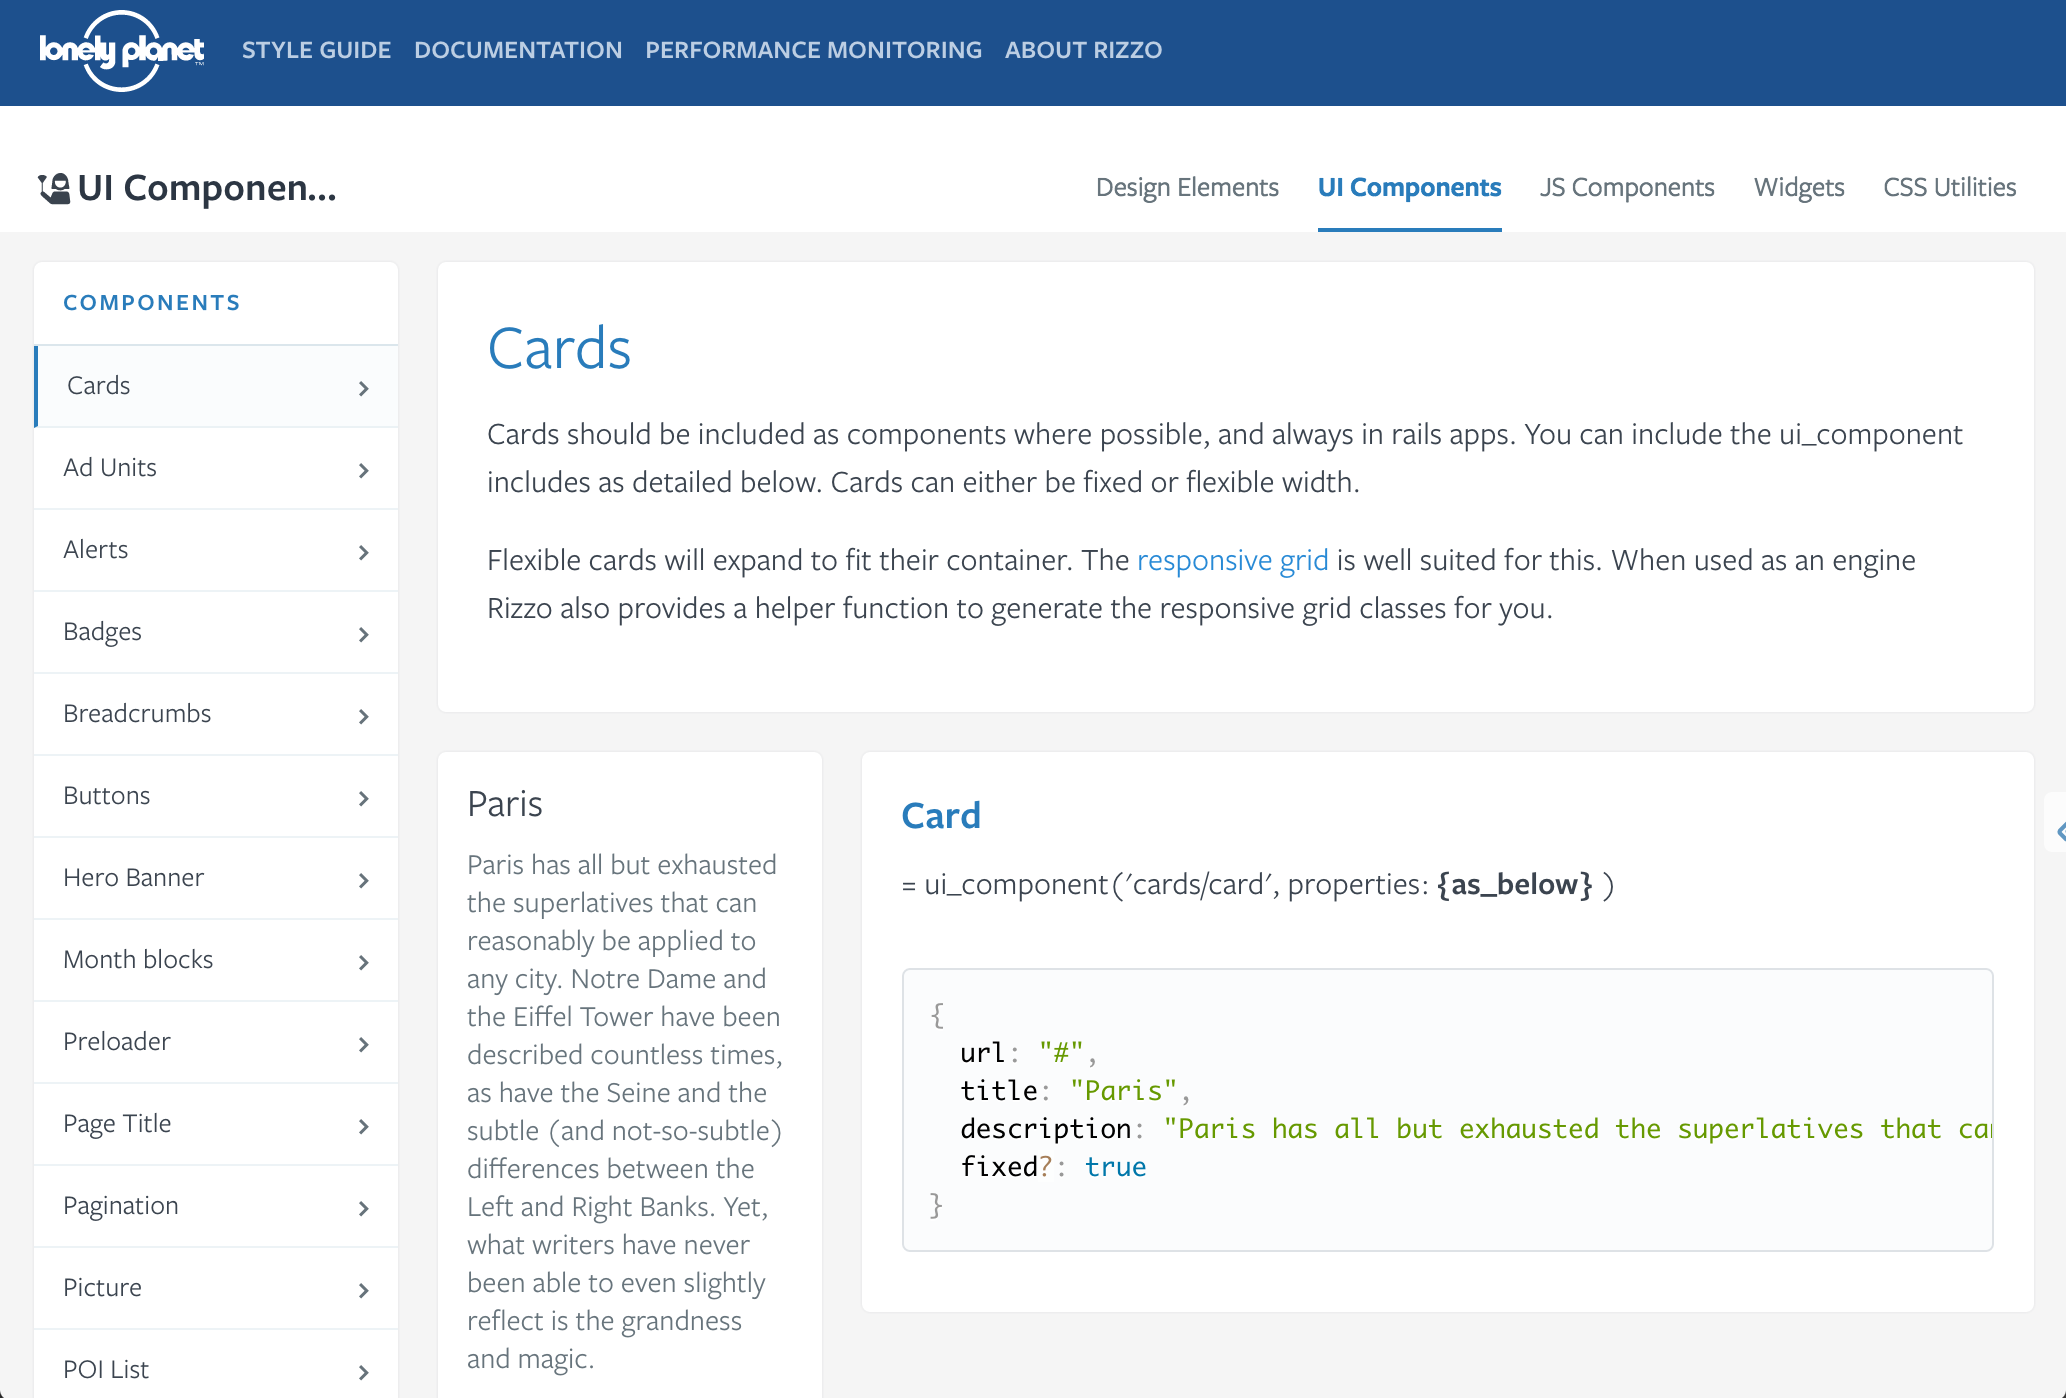 lonely planet™
STYLE GUIDE DOCUMENTATION PERFORMANCE MONITORING ABOUT RIZZO
UI Componen...
Design Elements UI Components JS Components Widgets CSS Utilities
COMPONENTS
Cards
Ad Units
Alerts
Badges
Breadcrumbs
Buttons
Hero Banner
Month blocks
Preloader
Page Title
Pagination
Picture
POI List
Cards
Cards should be included as components where possible, and always in rails apps. You can include the ui_component
includes as detailed below. Cards can either be fixed or flexible width.
Flexible cards will expand to fit their container. The responsive grid is well suited for this. When used as an engine
Rizzo also provides a helper function to generate the responsive grid classes for you.
Paris
Paris has all but exhausted
the superlatives that can
reasonably be applied to
any city. Notre Dame and
the Eiffel Tower have been
described countless times,
as have the Seine and the
subtle (and not-so-subtle)
differences between the
Left and Right Banks. Yet,
what writers have never
been able to even slightly
reflect is the grandness
and magic.
Card
= ui_component('cards/card', properties: {as_below} )
{
url: "#",
title: "Paris",
description: "Paris has all but exhausted the superlatives that
fixed?: true
}